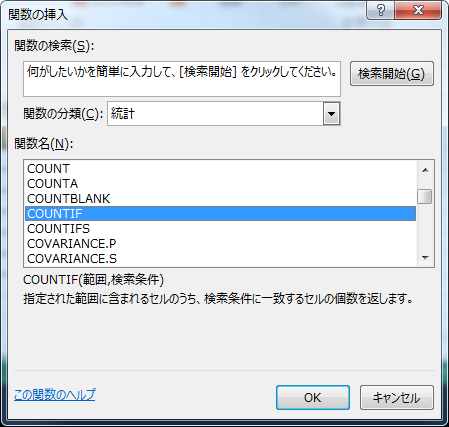 関数の挿入
関数の検索(S):
何がしたいかを簡単に入力して、[検索開始] をクリックしてください。
検索開始(G)
関数の分類(C): 統計
関数名(N):
COUNT
COUNTA
COUNTBLANK
COUNTIF
COUNTIFS
COVARIANCE.P
COVARIANCE.S
COUNTIF(範囲,検索条件)
指定された範囲に含まれるセルのうち、検索条件に一致するセルの個数を返します。
この関数のヘルプ
OK
キャンセル